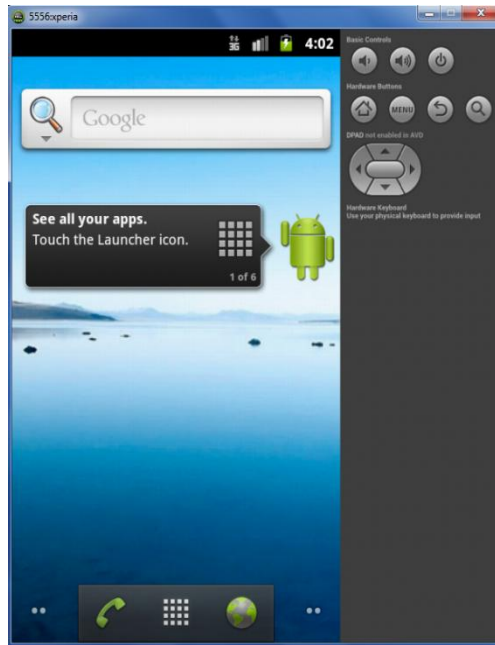 5556:xperia
3G
4:02
Google
See all your apps.
Touch the Launcher icon.
1 of 6
Basic Controls
Hardware Buttons
MENU
DPAD not enabled in AVD
Hardware Keyboard
Use your physical keyboard to provide input